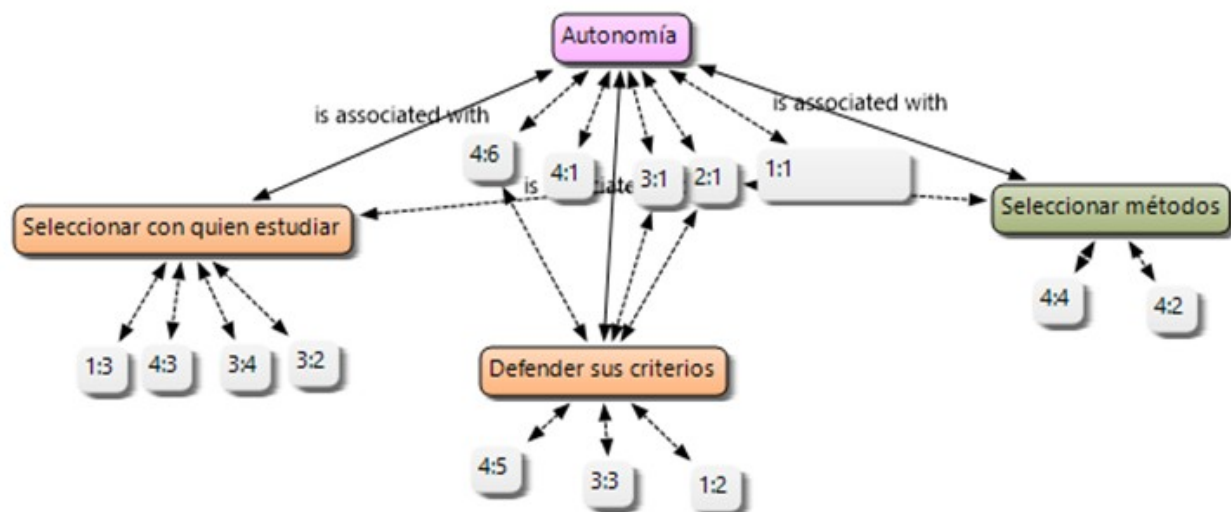 Autonomía
is associated with
is associated with
4:6
4:1
3:1
2:1
1:1
is
Seleccionar con quien estudiar
Seleccionar métodos
4:4
4:2
1:3
4:3
3:4
3:2
Defender sus criterios
4:5
3:3
1:2